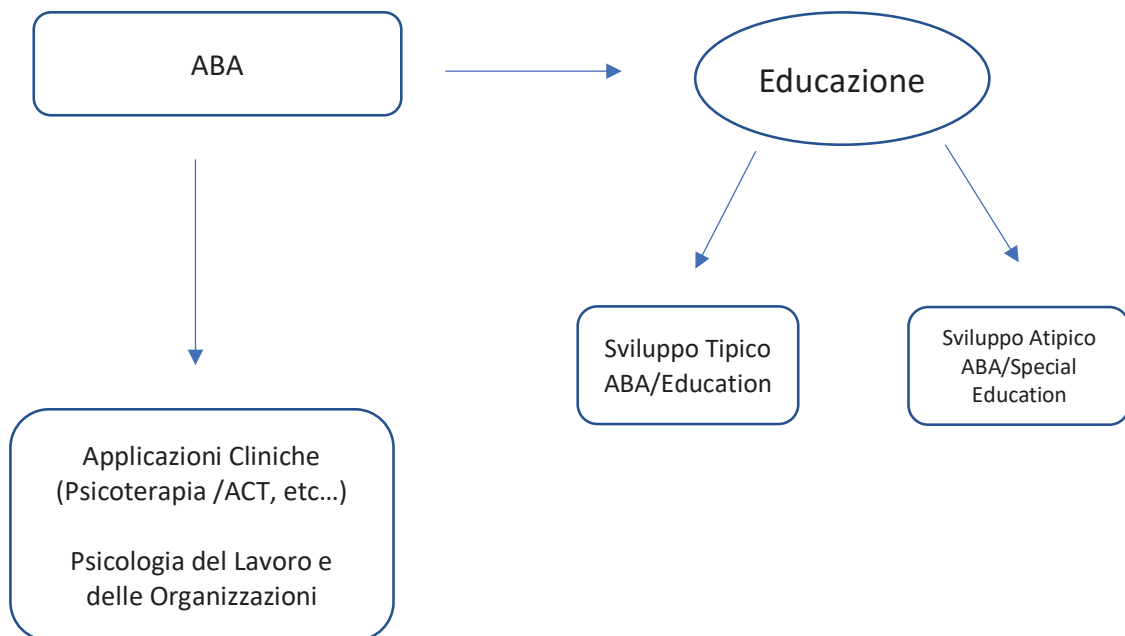 ABA
Educazione
Sviluppo Tipico
ABA/Education
Sviluppo Atipico
ABA/Special
Education
Applicazioni Cliniche
(Psicoterapia /ACT, etc…)
Psicologia del Lavoro e
delle Organizzazioni